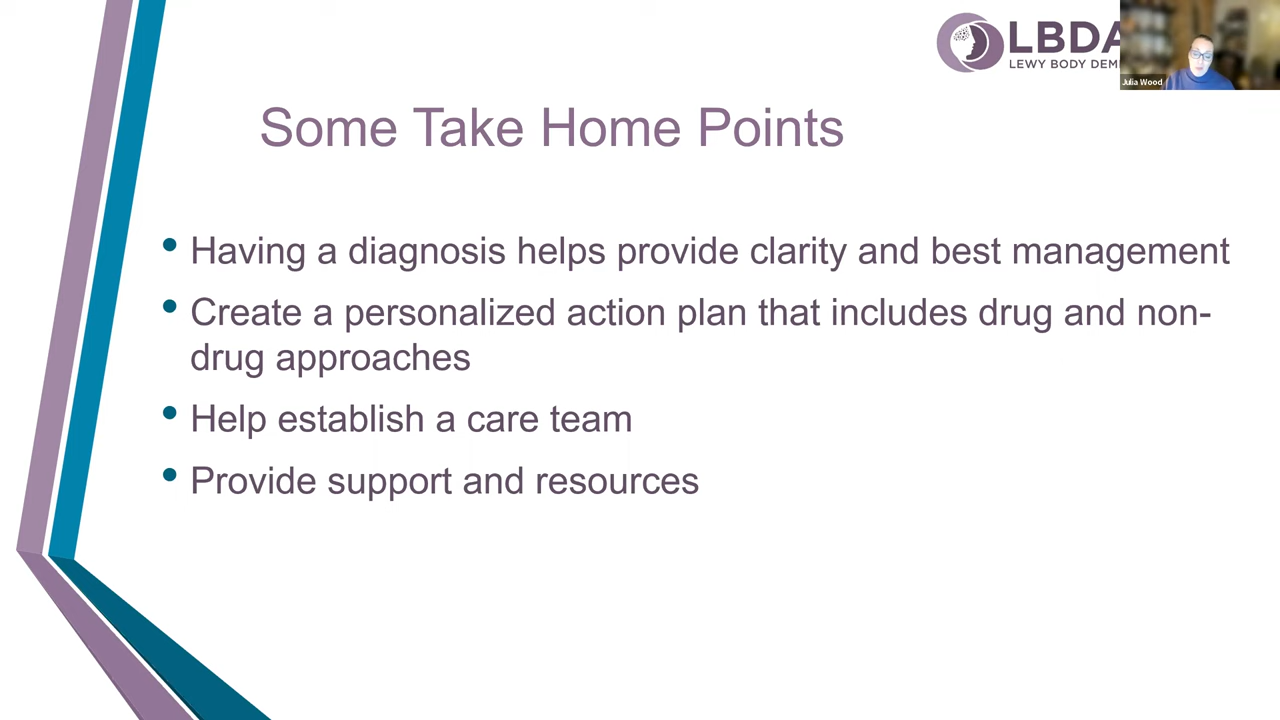 LBDA
LEWY BODY DEM
Julia Wood
Some Take Home Points
• Having a diagnosis helps provide clarity and best management
• Create a personalized action plan that includes drug and non-
drug approaches
• Help establish a care team
• Provide support and resources